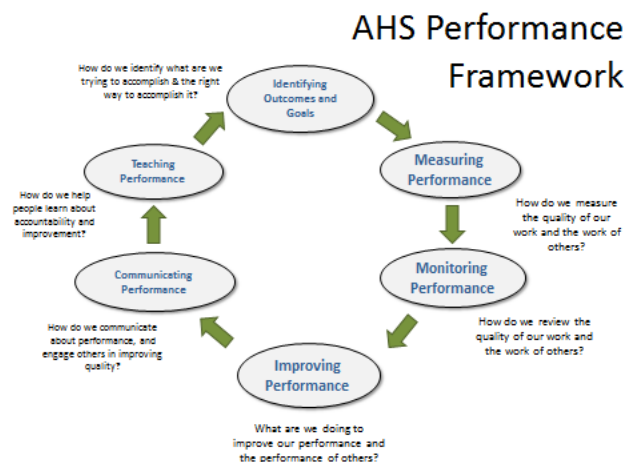 AHS Performance
Framework
How do we identify what are we
trying to accomplish & the right
way to accomplish it?
Identifying
Outcomes and
Goals
Measuring
Performance
How do we measure
the quality of our
work and the work of
others?
Monitoring
Performance
How do we review the
quality of our work and
the work of others?
Improving
Performance
What are we doing to
improve our performance and
the performance of others?
Communicating
Performance
How do we communicate
about performance, and
engage others in improving
quality?
Teaching
Performance
How do we help
people learn about
accountability and
improvement?